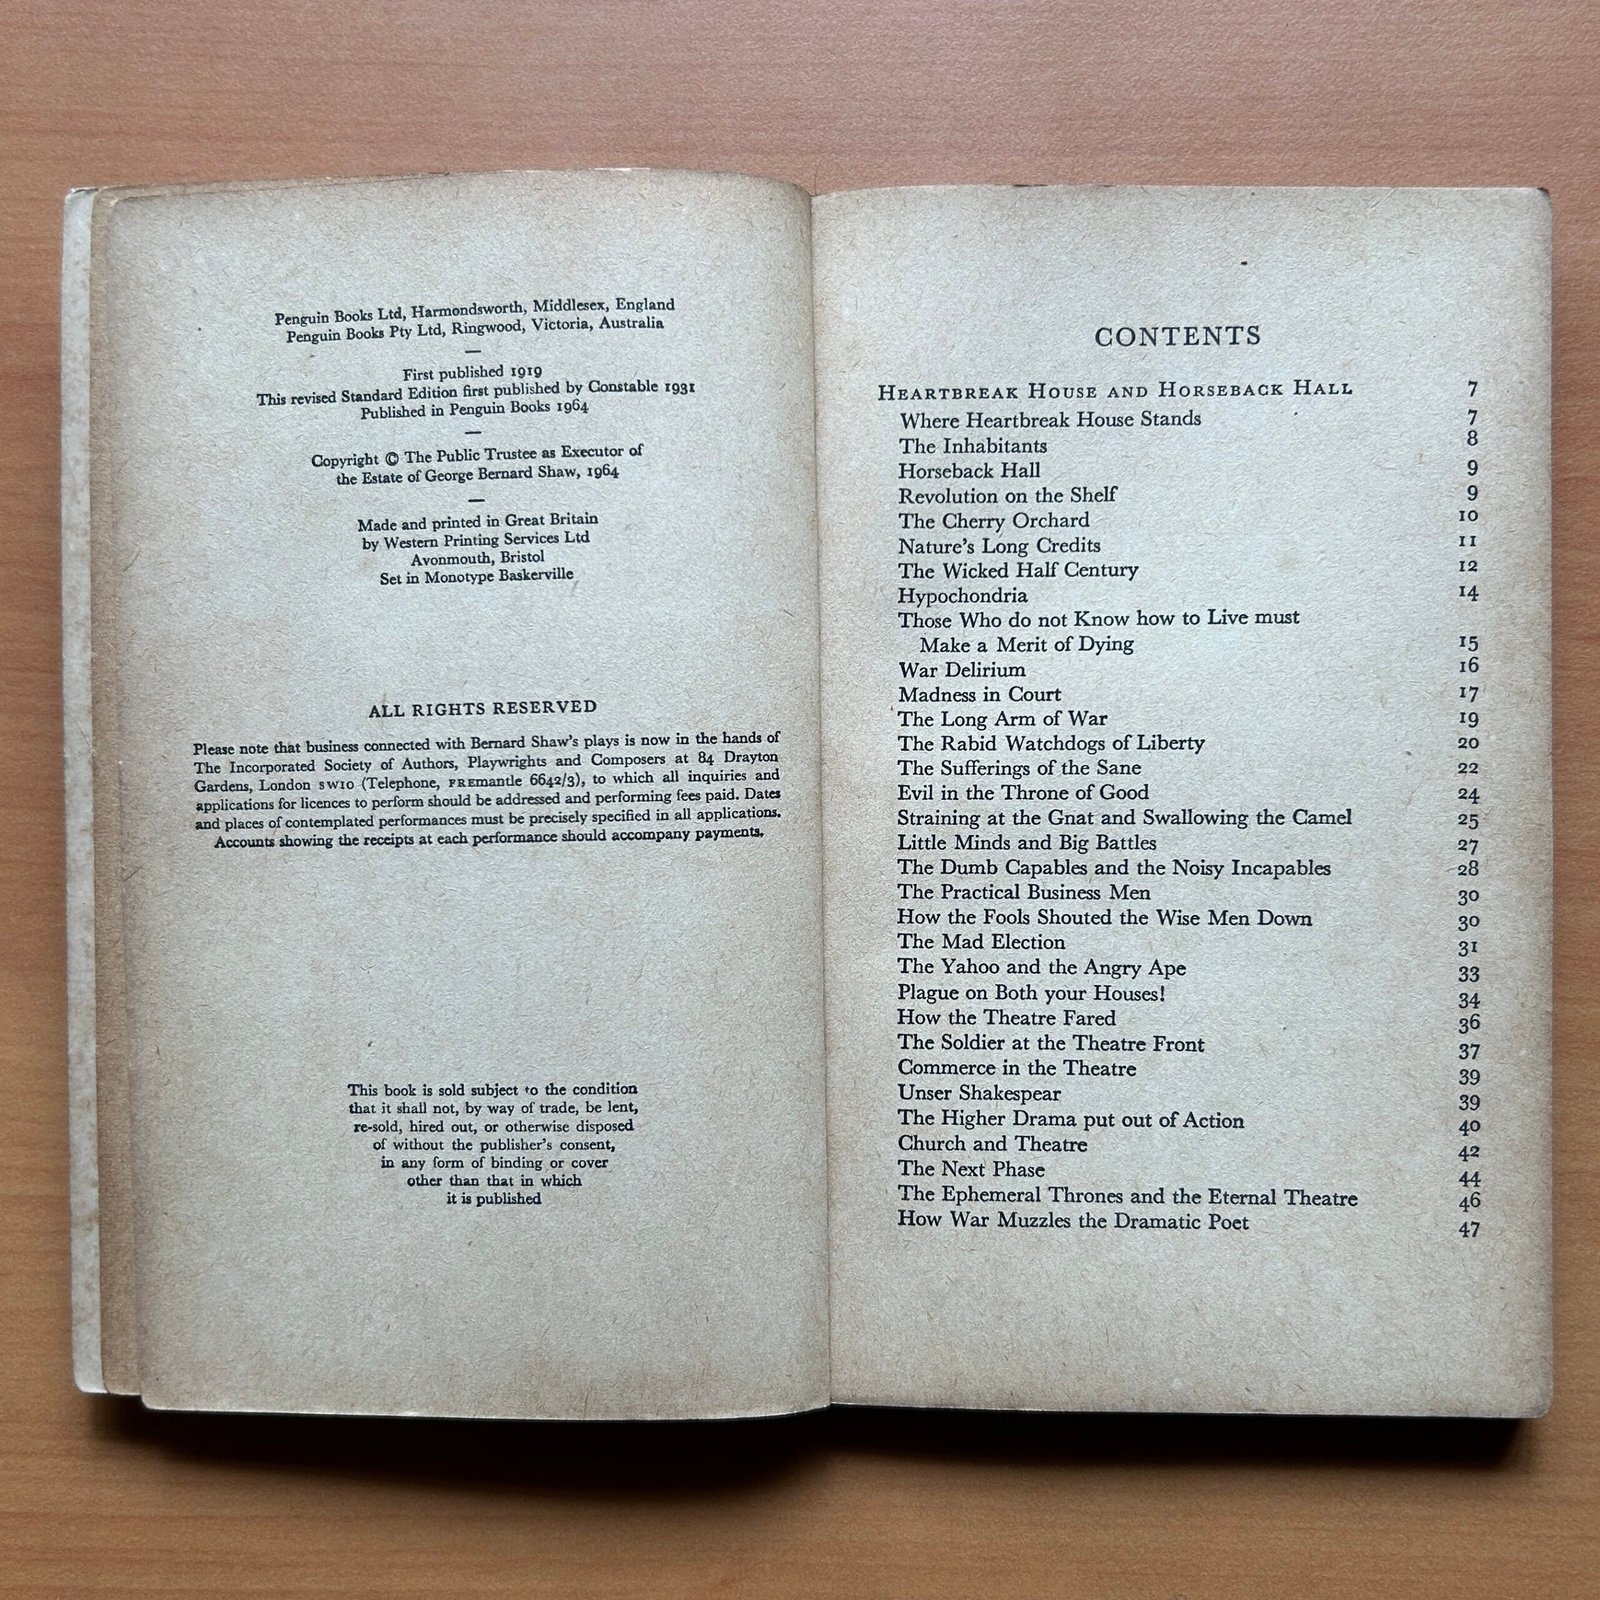 Penguin Books Ltd, Harmondsworth, Middlesex, England
Penguin Books Pty Ltd, Ringwood, Victoria, Australia
—
First published 1919
This revised Standard Edition first published by Constable 1931
Published in Penguin Books 1964
—
Copyright © The Public Trustee as Executor of
the Estate of George Bernard Shaw, 1964
—
Made and printed in Great Britain
by Western Printing Services Ltd
Avonmouth, Bristol
Set in Monotype Baskerville
ALL RIGHTS RESERVED
Please note that business connected with Bernard Shaw's plays is now in the hands of
The Incorporated Society of Authors, Playwrights and Composers at 84 Drayton
Gardens, London SW10 (Telephone, FREMANTLE 6642/3), to which all inquiries and
applications for licences to perform should be addressed and performing fees paid. Dates
and places of contemplated performances must be precisely specified in all applications.
Accounts showing the receipts at each performance should accompany payments.
This book is sold subject to the condition
that it shall not, by way of trade, be lent,
re-sold, hired out, or otherwise disposed
of without the publisher's consent,
in any form of binding or cover
other than that in which
it is published
CONTENTS
HEARTBREAK HOUSE AND HORSEBACK HALL 7
Where Heartbreak House Stands 7
The Inhabitants 8
Horseback Hall 9
Revolution on the Shelf 9
The Cherry Orchard 10
Nature's Long Credits 11
The Wicked Half Century 12
Hypochondria 14
Those Who do not Know how to Live must
Make a Merit of Dying 15
War Delirium 16
Madness in Court 17
The Long Arm of War 19
The Rabid Watchdogs of Liberty 20
The Sufferings of the Sane 22
Evil in the Throne of Good 24
Straining at the Gnat and Swallowing the Camel 25
Little Minds and Big Battles 27
The Dumb Capables and the Noisy Incapables 28
The Practical Business Men 30
How the Fools Shouted the Wise Men Down 30
The Mad Election 31
The Yahoo and the Angry Ape 33
Plague on Both your Houses! 34
How the Theatre Fared 36
The Soldier at the Theatre Front 37
Commerce in the Theatre 39
Unser Shakespear 39
The Higher Drama put out of Action 40
Church and Theatre 42
The Next Phase 44
The Ephemeral Thrones and the Eternal Theatre 46
How War Muzzles the Dramatic Poet 47